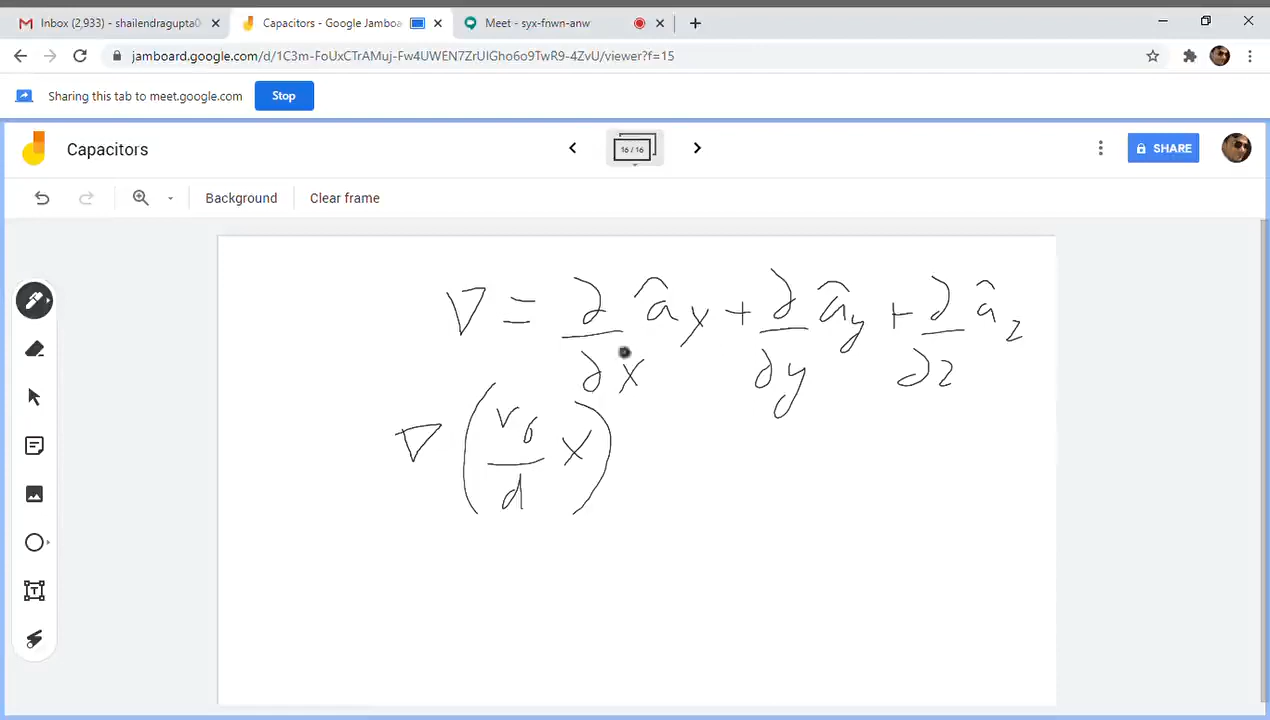 Inbox (2,933) - shailendragupta0
Capacitors - Google Jamboa
Meet - syx-fnwn-anw
jamboard.google.com/d/1C3m-FoUxCTrAMuj-Fw4UWEN7ZrUIGho6o9TwR9-4ZvU/viewer?f=15
Sharing this tab to meet.google.com Stop
Capacitors
16 / 16
SHARE
Background Clear frame
∇ = ∂/∂x âx + ∂/∂y ây + ∂/∂z âz
∇ (V0/d x)